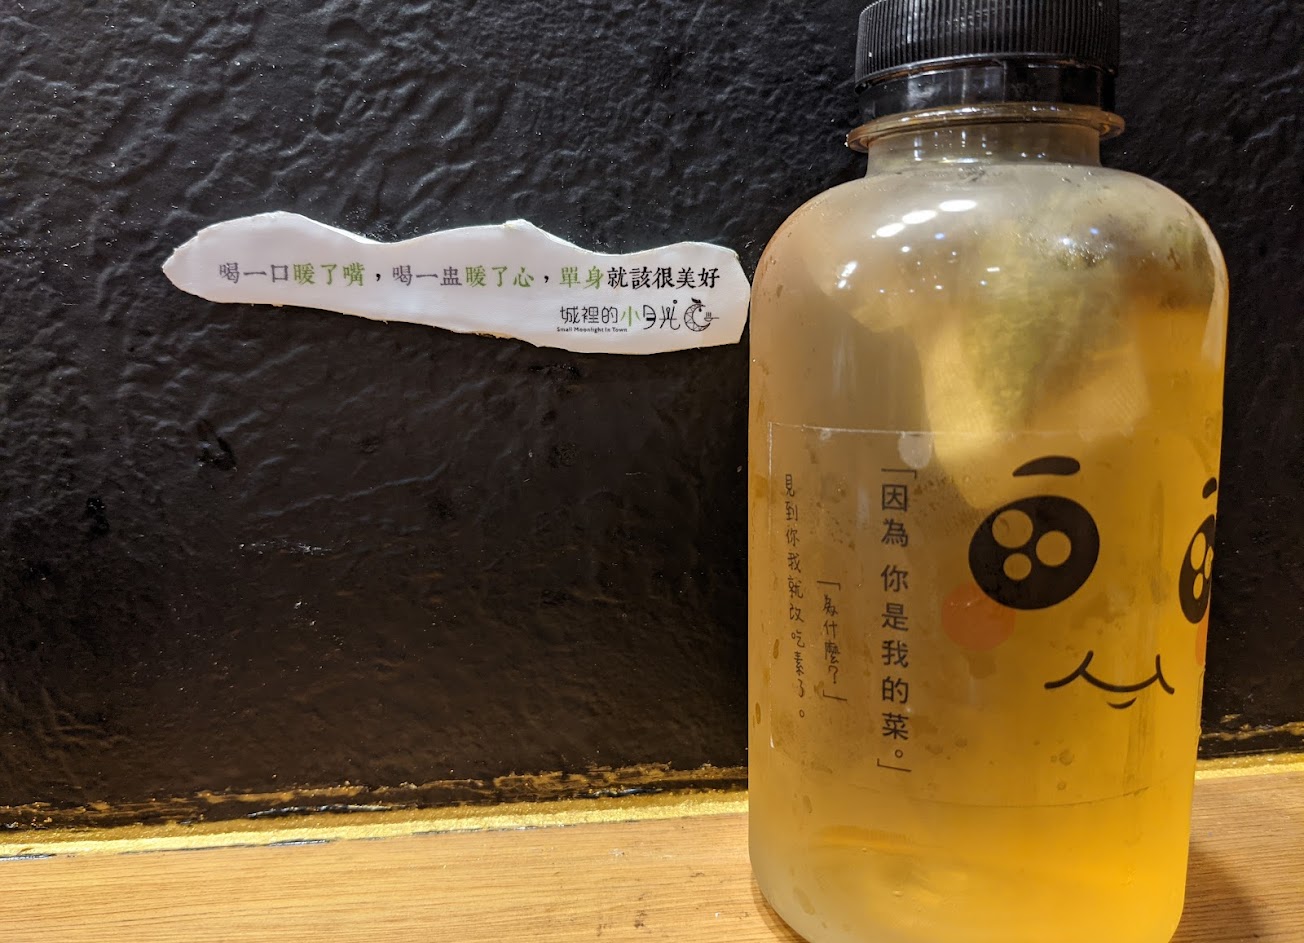 喝一口暖了嘴，喝一盅暖了心，單身就該很美好
城裡的小月光
Small Moonlight In Town
「因為 你是我的菜。」
「為什麼？」
見到你我就改吃素了。